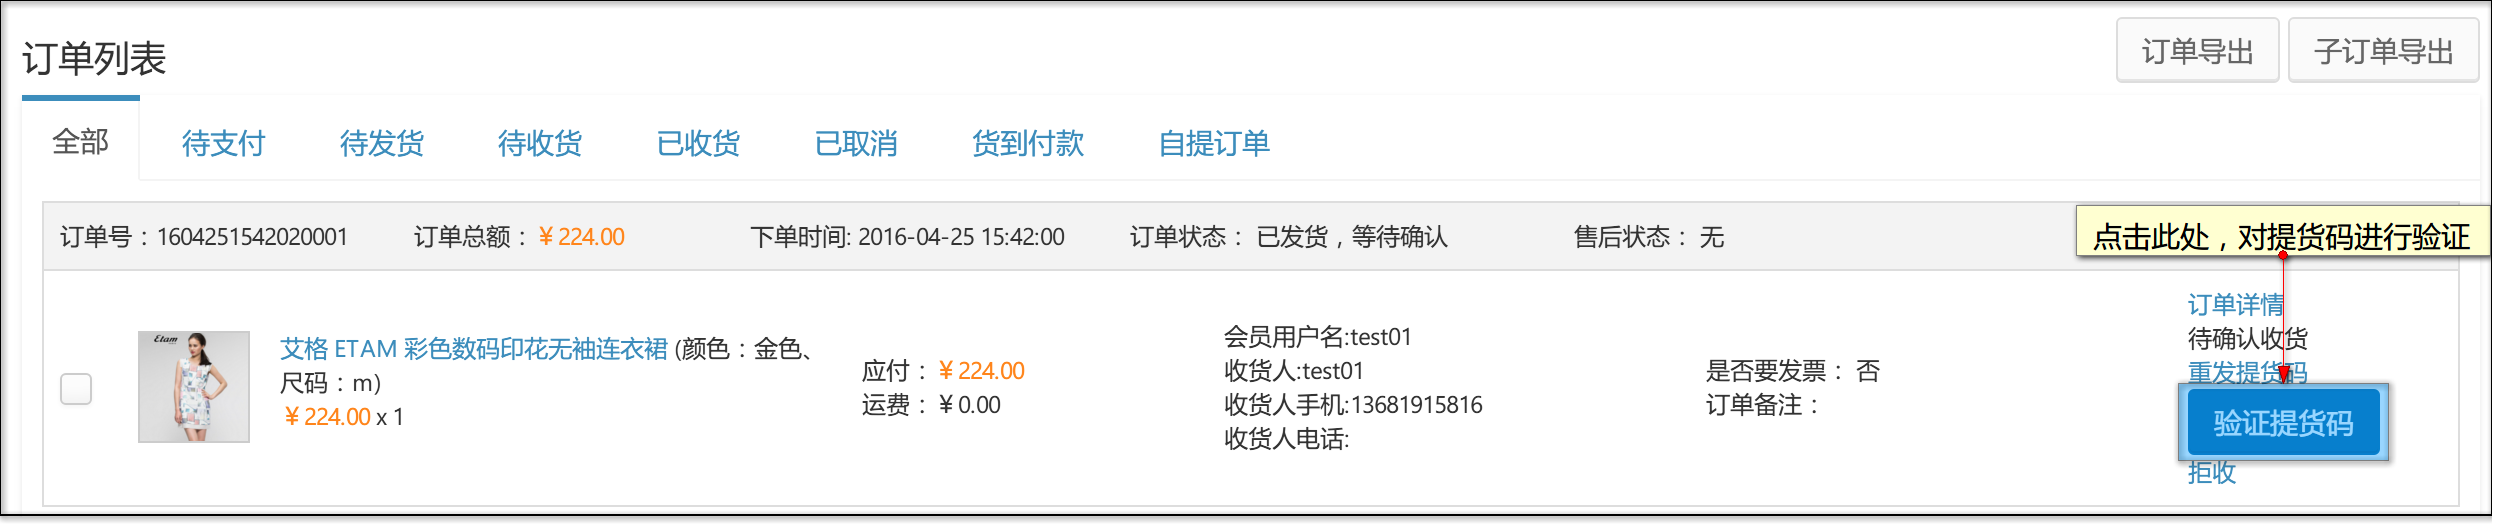 订单列表
订单导出
子订单导出
全部
待支付
待发货
待收货
已收货
已取消
货到付款
自提订单
订单号：1604251542020001
订单总额：￥224.00
下单时间: 2016-04-25 15:42:00
订单状态： 已发货，等待确认
售后状态： 无
点击此处，对提货码进行验证
Etam
艾格 ETAM 彩色数码印花无袖连衣裙 (颜色：金色、
尺码：m)
￥224.00 x 1
应付：￥224.00
运费：￥0.00
会员用户名:test01
收货人:test01
收货人手机:13681915816
收货人电话:
是否要发票： 否
订单备注：
订单详情
待确认收货
重发提货码
验证提货码
拒收